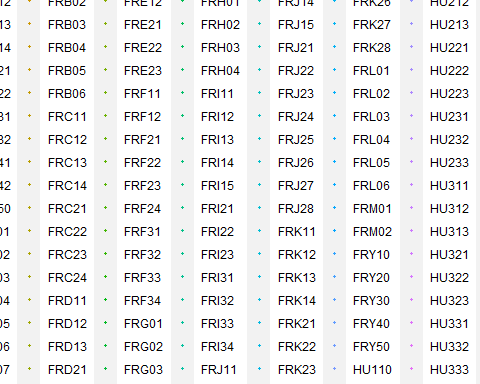 12 FRB02 FRE12 FRH01 FRJ14 FRK26 HU212
13 FRB03 FRE21 FRH02 FRJ15 FRK27 HU213
14 FRB04 FRE22 FRH03 FRJ21 FRK28 HU221
21 FRB05 FRE23 FRH04 FRJ22 FRL01 HU222
22 FRB06 FRF11 FRI11 FRJ23 FRL02 HU223
31 FRC11 FRF12 FRI12 FRJ24 FRL03 HU231
32 FRC12 FRF21 FRI13 FRJ25 FRL04 HU232
41 FRC13 FRF22 FRI14 FRJ26 FRL05 HU233
42 FRC14 FRF23 FRI15 FRJ27 FRL06 HU311
50 FRC21 FRF24 FRI21 FRJ28 FRM01 HU312
01 FRC22 FRF31 FRI22 FRK11 FRM02 HU313
02 FRC23 FRF32 FRI23 FRK12 FRY10 HU321
03 FRC24 FRF33 FRI31 FRK13 FRY20 HU322
04 FRD11 FRF34 FRI32 FRK14 FRY30 HU323
05 FRD12 FRG01 FRI33 FRK21 FRY40 HU331
06 FRD13 FRG02 FRI34 FRK22 FRY50 HU332
07 FRD21 FRG03 FRJ11 FRK23 HU110 HU333